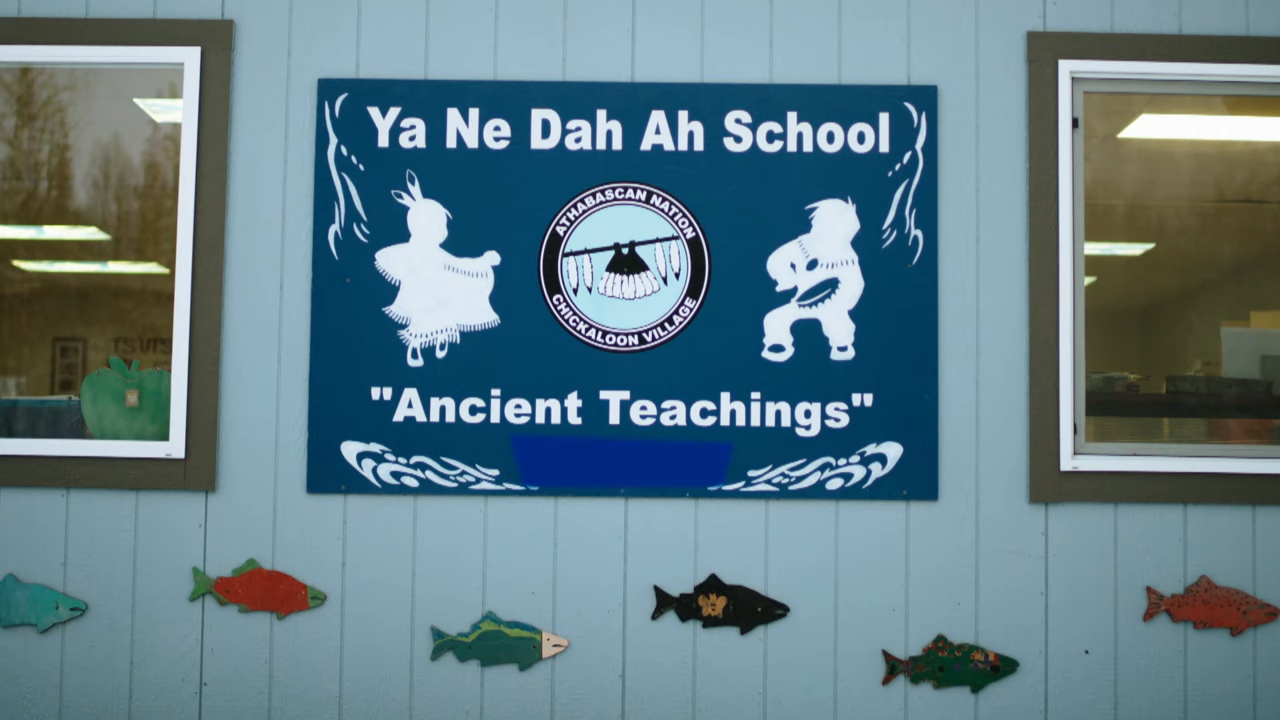 Ya Ne Dah Ah School
ATHABASCAN NATION
CHICKALOON VILLAGE
"Ancient Teachings"